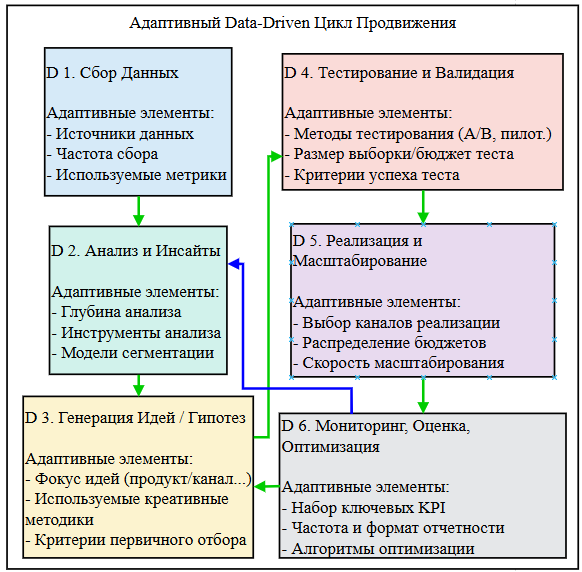 Адаптивный Data-Driven Цикл Продвижения
D 1. Сбор Данных
Адаптивные элементы:
- Источники данных
- Частота сбора
- Используемые метрики
D 2. Анализ и Инсайты
Адаптивные элементы:
- Глубина анализа
- Инструменты анализа
- Модели сегментации
D 3. Генерация Идей / Гипотез
Адаптивные элементы:
- Фокус идей (продукт/канал...)
- Используемые креативные
методики
- Критерии первичного отбора
D 4. Тестирование и Валидация
Адаптивные элементы:
- Методы тестирования (A/B, пилот.)
- Размер выборки/бюджет теста
- Критерии успеха теста
D 5. Реализация и
Масштабирование
Адаптивные элементы:
- Выбор каналов реализации
- Распределение бюджетов
- Скорость масштабирования
D 6. Мониторинг, Оценка,
Оптимизация
Адаптивные элементы:
- Набор ключевых KPI
- Частота и формат отчетности
- Алгоритмы оптимизации